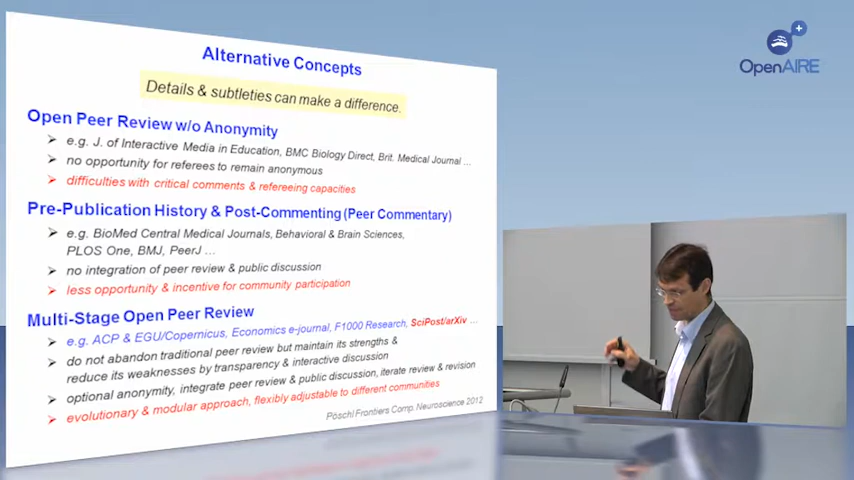 Alternative Concepts
Details & subtleties can make a difference.
Open Peer Review w/o Anonymity
e.g. J. of Interactive Media in Education, BMC Biology Direct, Brit. Medical Journal ...
no opportunity for referees to remain anonymous
difficulties with critical comments & refereeing capacities
Pre-Publication History & Post-Commenting (Peer Commentary)
e.g. BioMed Central Medical Journals, Behavioral & Brain Sciences,
PLOS One, BMJ, PeerJ ...
no integration of peer review & public discussion
less opportunity & incentive for community participation
Multi-Stage Open Peer Review
e.g. ACP & EGU/Copernicus, Economics e-journal, F1000 Research, SciPost/arXiv ...
do not abandon traditional peer review but maintain its strengths &
reduce its weaknesses by transparency & interactive discussion
optional anonymity, integrate peer review & public discussion, iterate review & revision
evolutionary & modular approach, flexibly adjustable to different communities
Pöschl Frontiers Comp. Neuroscience 2012
OpenAIRE